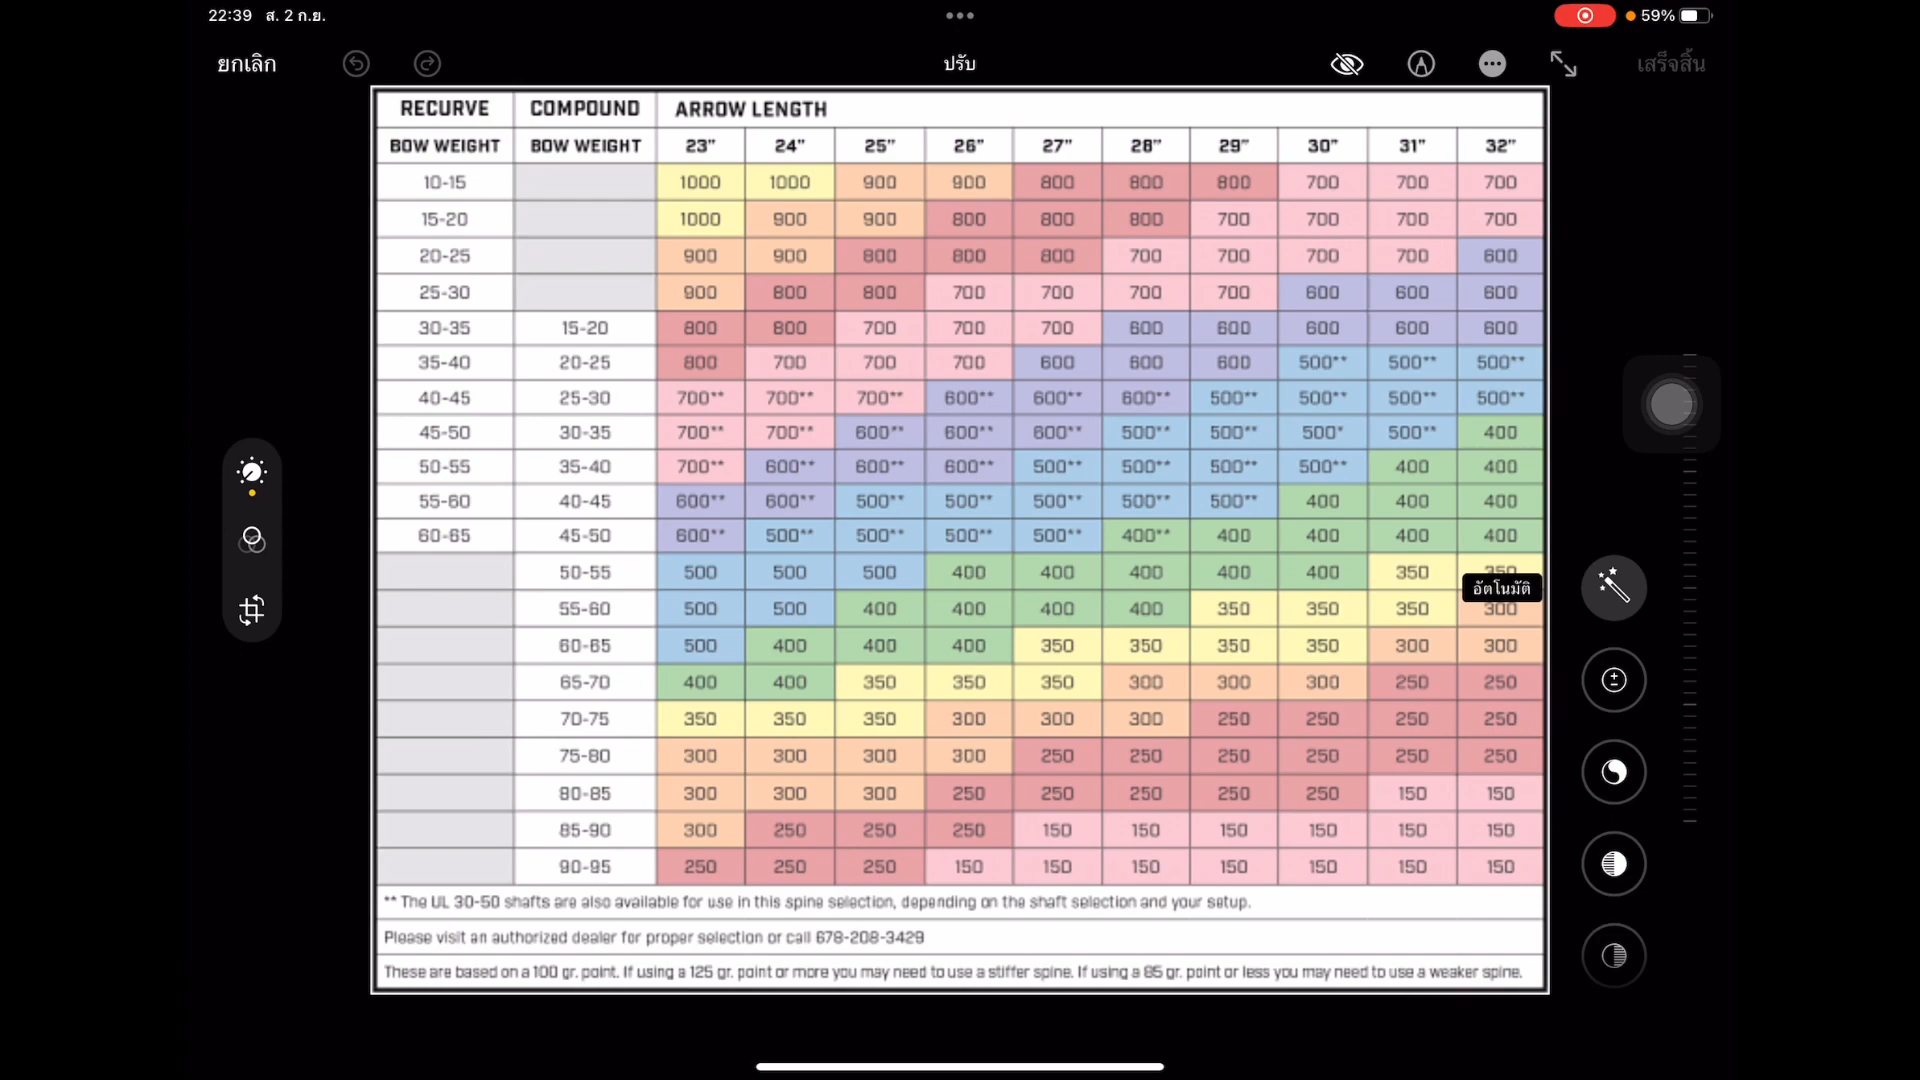 22:39 ส. 2 ก.ย.
59%
ยกเลิก ปรับ เสร็จสิ้น
RECURVE COMPOUND ARROW LENGTH
BOW WEIGHT BOW WEIGHT 23" 24" 25" 26" 27" 28" 29" 30" 31" 32"
10-15 1000 1000 900 900 800 800 800 700 700 700
15-20 1000 900 900 800 800 800 700 700 700 700
20-25 900 900 800 800 800 700 700 700 700 600
25-30 900 800 800 700 700 700 700 600 600 600
30-35 15-20 800 800 700 700 700 600 600 600 600 600
35-40 20-25 800 700 700 700 600 600 600 500** 500** 500**
40-45 25-30 700** 700** 700** 600** 600** 600** 500** 500** 500** 500**
45-50 30-35 700** 700** 600** 600** 600** 500** 500** 500* 500** 400
50-55 35-40 700** 600** 600** 600** 500** 500** 500** 500** 400 400
55-60 40-45 600** 600** 500** 500** 500** 500** 500** 400 400 400
60-65 45-50 600** 500** 500** 500** 500** 400** 400 400 400 400
50-55 500 500 500 400 400 400 400 400 350 350
อัตโนมัติ
55-60 500 500 400 400 400 400 350 350 350 300
60-65 500 400 400 400 350 350 350 350 300 300
65-70 400 400 350 350 350 300 300 300 250 250
70-75 350 350 350 300 300 300 250 250 250 250
75-80 300 300 300 300 250 250 250 250 250 250
80-85 300 300 300 250 250 250 250 250 150 150
85-90 300 250 250 250 150 150 150 150 150 150
90-95 250 250 250 150 150 150 150 150 150 150
** The UL 30-50 shafts are also available for use in this spine selection, depending on the shaft selection and your setup.
Please visit an authorized dealer for proper selection or call 678-208-3429
These are based on a 100 gr. point. If using a 125 gr. point or more you may need to use a stiffer spine. If using a 85 gr. point or less you may need to use a weaker spine.